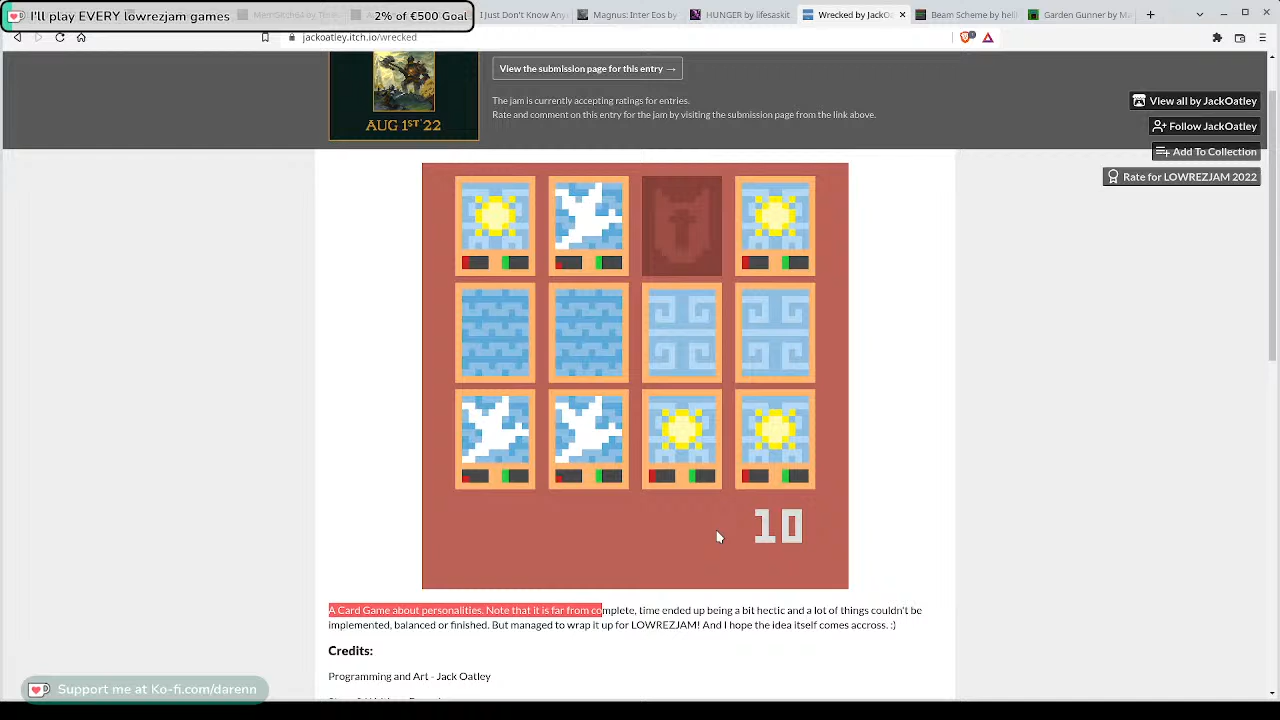 I'll play EVERY lowrezjam games
2% of €500 Goal
I Just Don't Know Any
Magnus: Inter Eos by
HUNGER by lifesaskit
Wrecked by JackO
Beam Scheme by hell
Garden Gunner by Ma
jackoatley.itch.io/wrecked
View the submission page for this entry →
The jam is currently accepting ratings for entries.
Rate and comment on this entry for the jam by visiting the submission page from the link above.
AUG 1ST '22
View all by JackOatley
Follow JackOatley
Add To Collection
Rate for LOWREZJAM 2022
10
A Card Game about personalities. Note that it is far from complete, time ended up being a bit hectic and a lot of things couldn't be
implemented, balanced or finished. But managed to wrap it up for LOWREZJAM! And I hope the idea itself comes accross. :)
Credits:
Programming and Art - Jack Oatley
Support me at Ko-fi.com/darenn